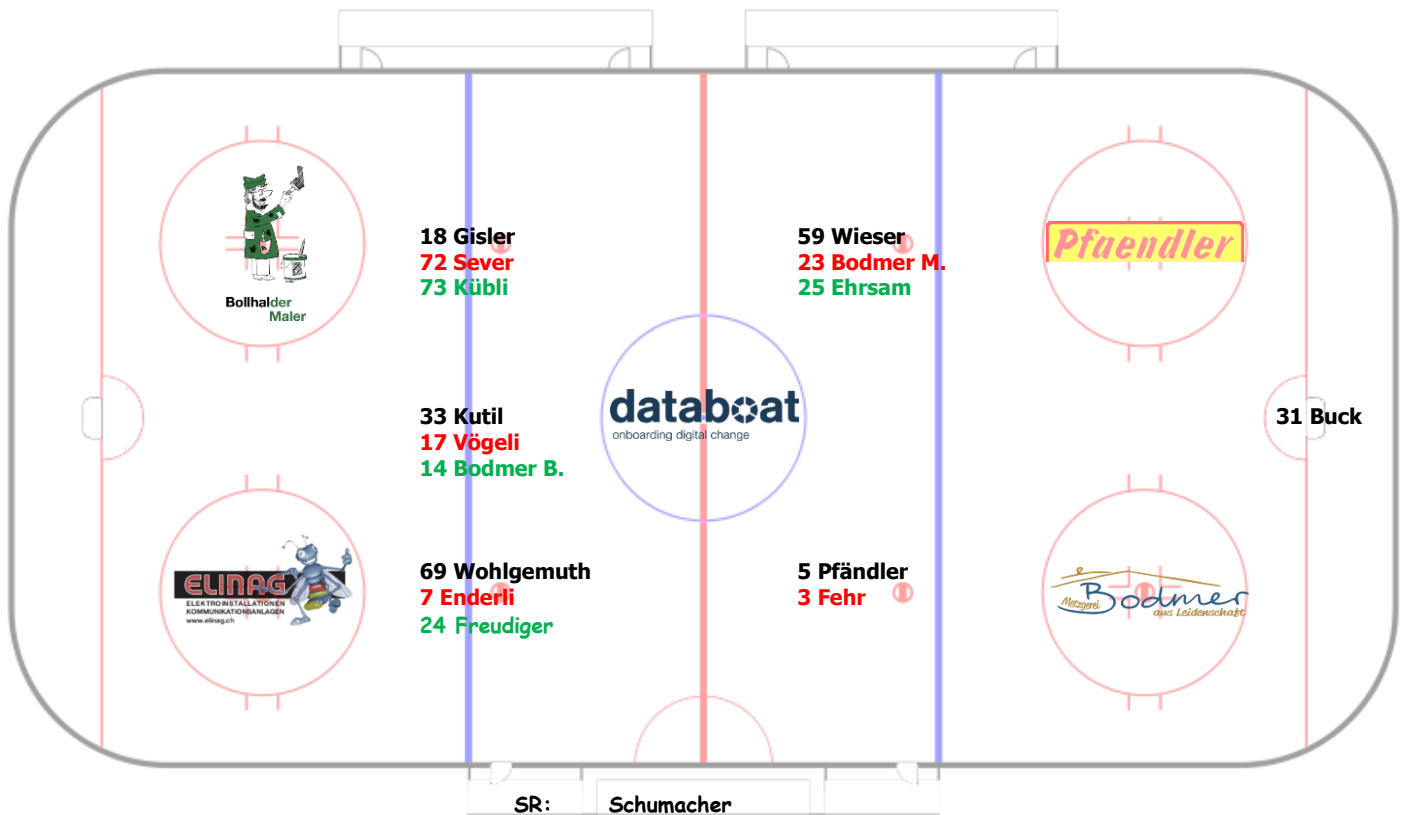 18 Gisler
72 Sever
73 Kübli
59 Wieser
23 Bodmer M.
25 Ehrsam
Pfaendler
Bollhalder
Maler
33 Kutil
17 Vögeli
14 Bodmer B.
databoat
onboarding digital change
31 Buck
69 Wohlgemuth
7 Enderli
24 Freudiger
5 Pfändler
3 Fehr
ELINAG
ELEKTROINSTALLATIONEN
KOMMUNIKATIONSANLAGEN
www.elinag.ch
Metzgerei Bodmer
aus Leidenschaft
SR: Schumacher